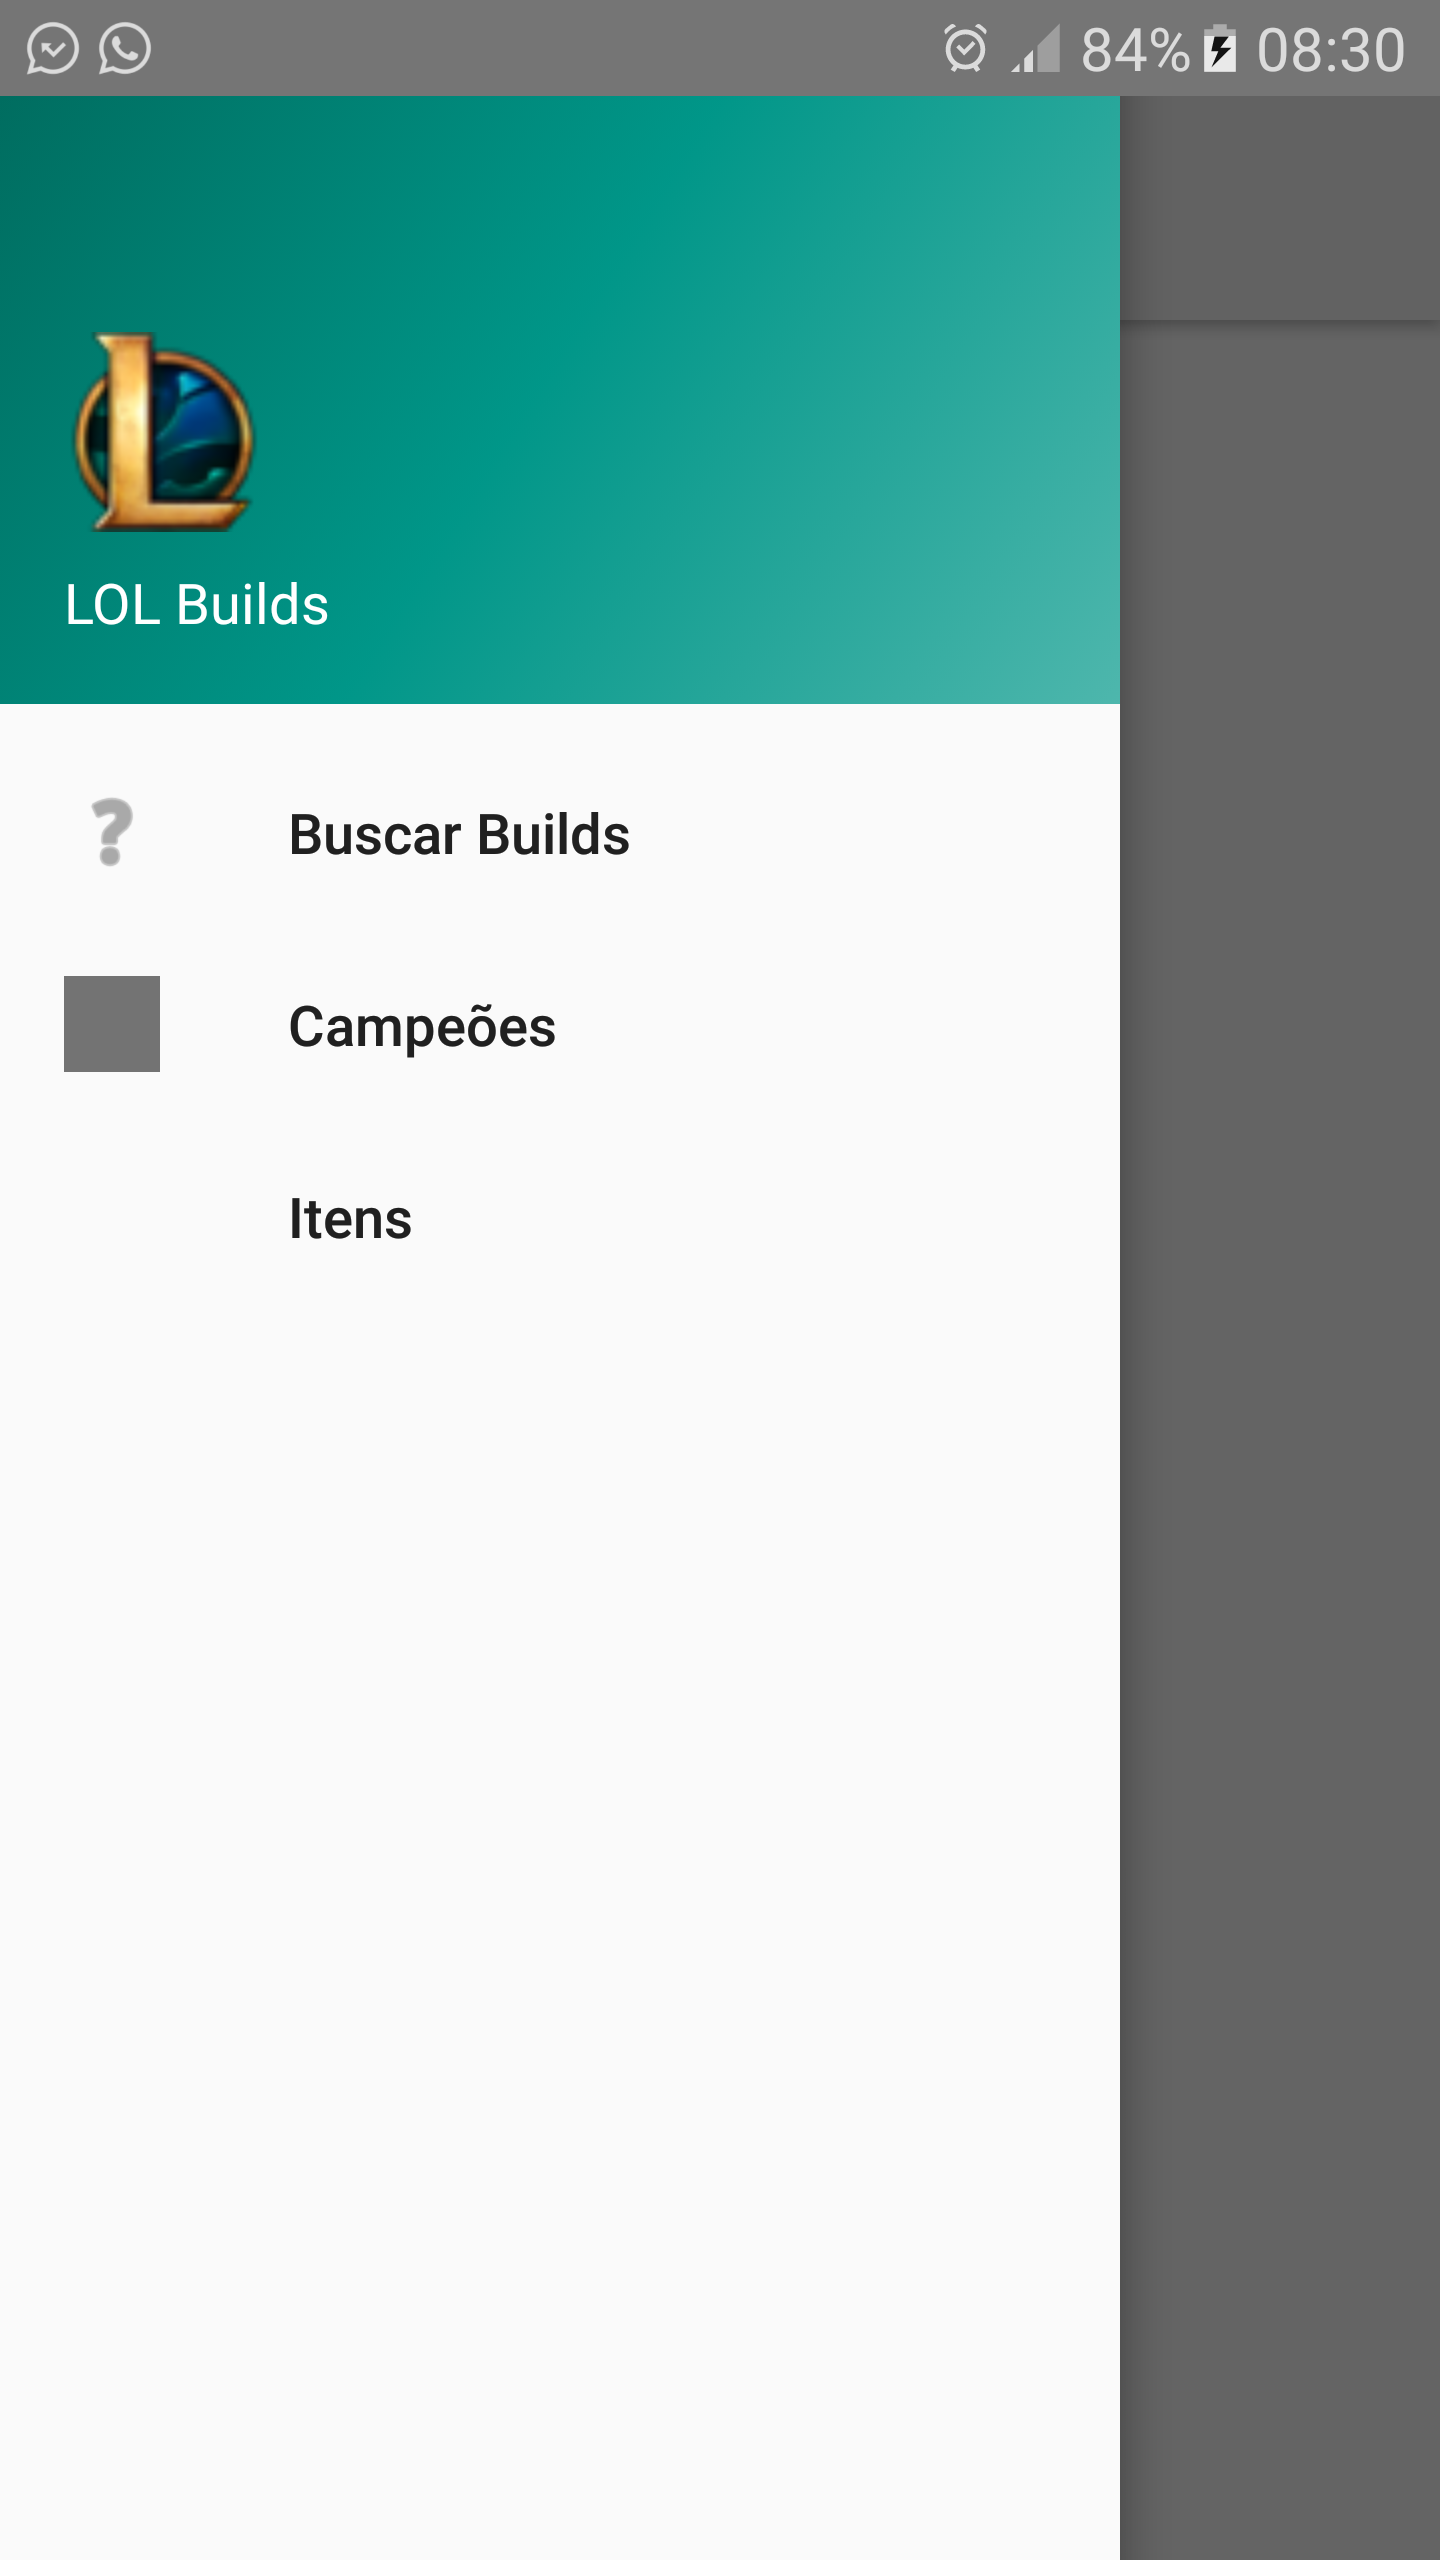 84% 08:30
LOL Builds
Buscar Builds
Campeões
Itens